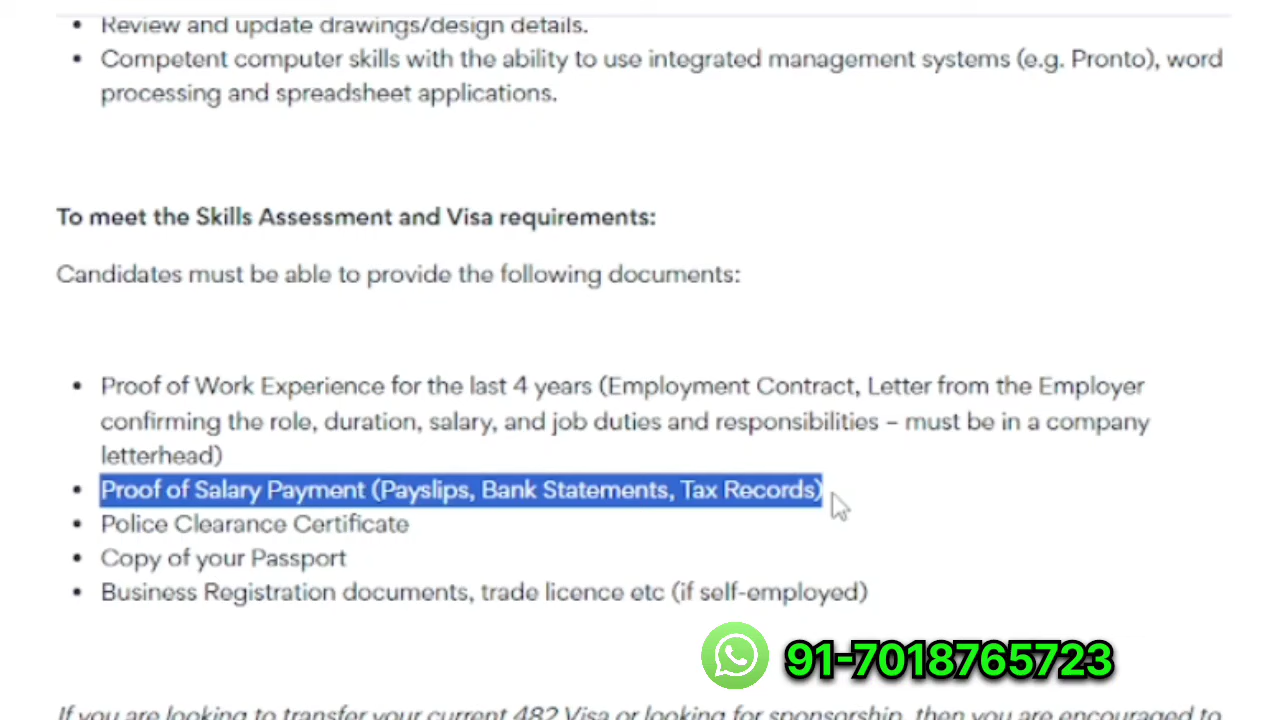 Review and update drawings/design details.
Competent computer skills with the ability to use integrated management systems (e.g. Pronto), word
processing and spreadsheet applications.
To meet the Skills Assessment and Visa requirements:
Candidates must be able to provide the following documents:
Proof of Work Experience for the last 4 years (Employment Contract, Letter from the Employer
confirming the role, duration, salary, and job duties and responsibilities – must be in a company
letterhead)
Proof of Salary Payment (Payslips, Bank Statements, Tax Records)
Police Clearance Certificate
Copy of your Passport
Business Registration documents, trade licence etc (if self-employed)
91-7018765723
If you are looking to transfer your current 482 Visa or looking for sponsorship, then you are encouraged to